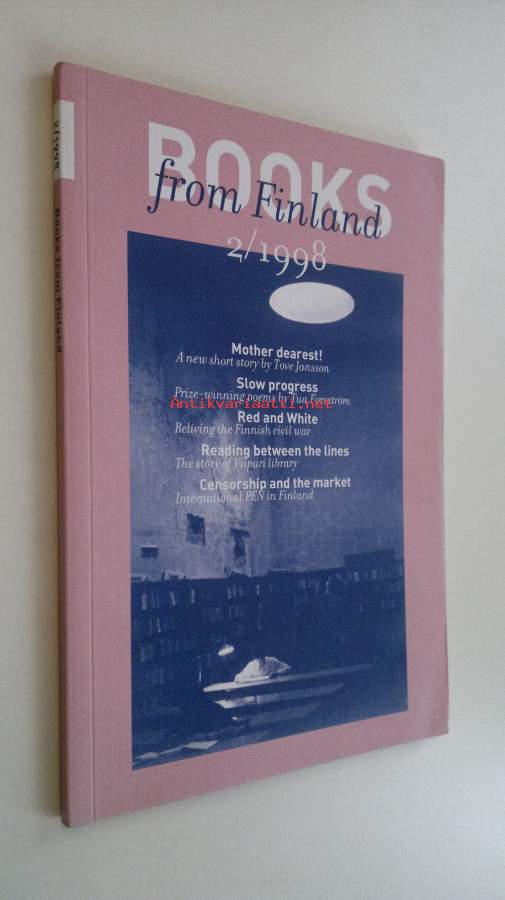 BOOKS
from Finland
2/1998
Mother dearest!
A new short story by Tove Jansson
Slow progress
Prize-winning poems by Tua Forsström
Antikvariaatti.net
Red and White
Reliving the Finnish civil war
Reading between the lines
The story of Viipuri library
Censorship and the market
International PEN in Finland
2/1998 Books from Finland